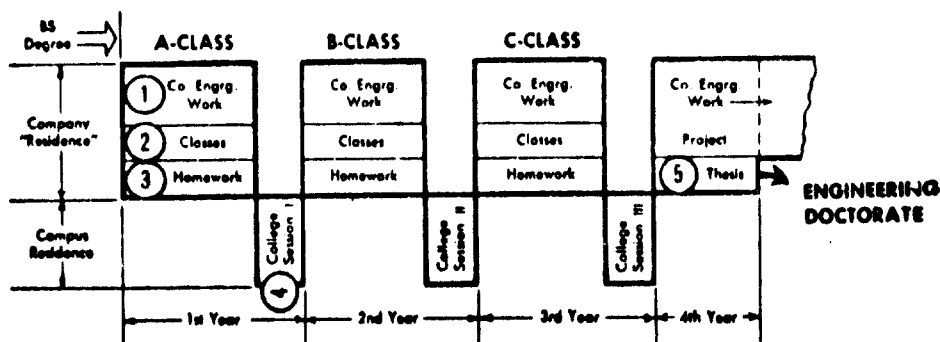 BS
Degree
A-CLASS
B-CLASS
C-CLASS
Company
"Residence"
1
Co Engrg.
Work
2
Classes
3
Homework
Co. Engrg.
Work
Classes
Homework
Co. Engrg.
Work
Classes
Homework
Co. Engrg.
Work
Project
5
Thesis
ENGINEERING
DOCTORATE
Campus
Residence
College
Session I
4
College
Session II
College
Session III
1st Year
2nd Year
3rd Year
4th Year